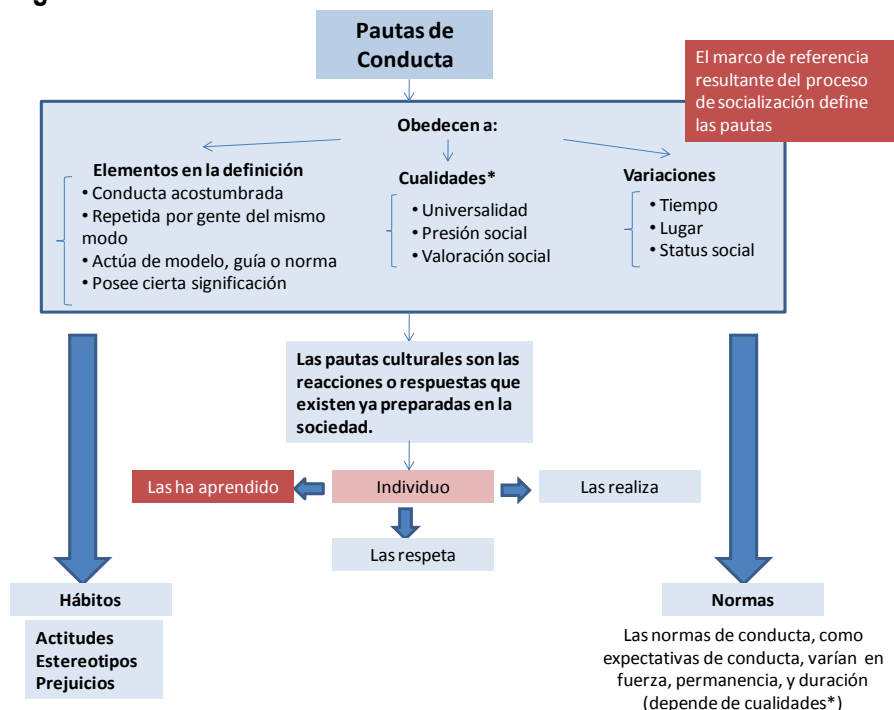 Pautas de
Conducta
El marco de referencia
resultante del proceso
de socialización define
las pautas
Obedecen a:
Elementos en la definición
• Conducta acostumbrada
• Repetida por gente del mismo
modo
• Actúa de modelo, guía o norma
• Posee cierta significación
Cualidades*
• Universalidad
• Presión social
• Valoración social
Variaciones
• Tiempo
• Lugar
• Status social
Las pautas culturales son las
reacciones o respuestas que
existen ya preparadas en la
sociedad.
Las ha aprendido
Individuo
Las realiza
Las respeta
Hábitos
Actitudes
Estereotipos
Prejuicios
Normas
Las normas de conducta, como
expectativas de conducta, varían en
fuerza, permanencia, y duración
(depende de cualidades*)